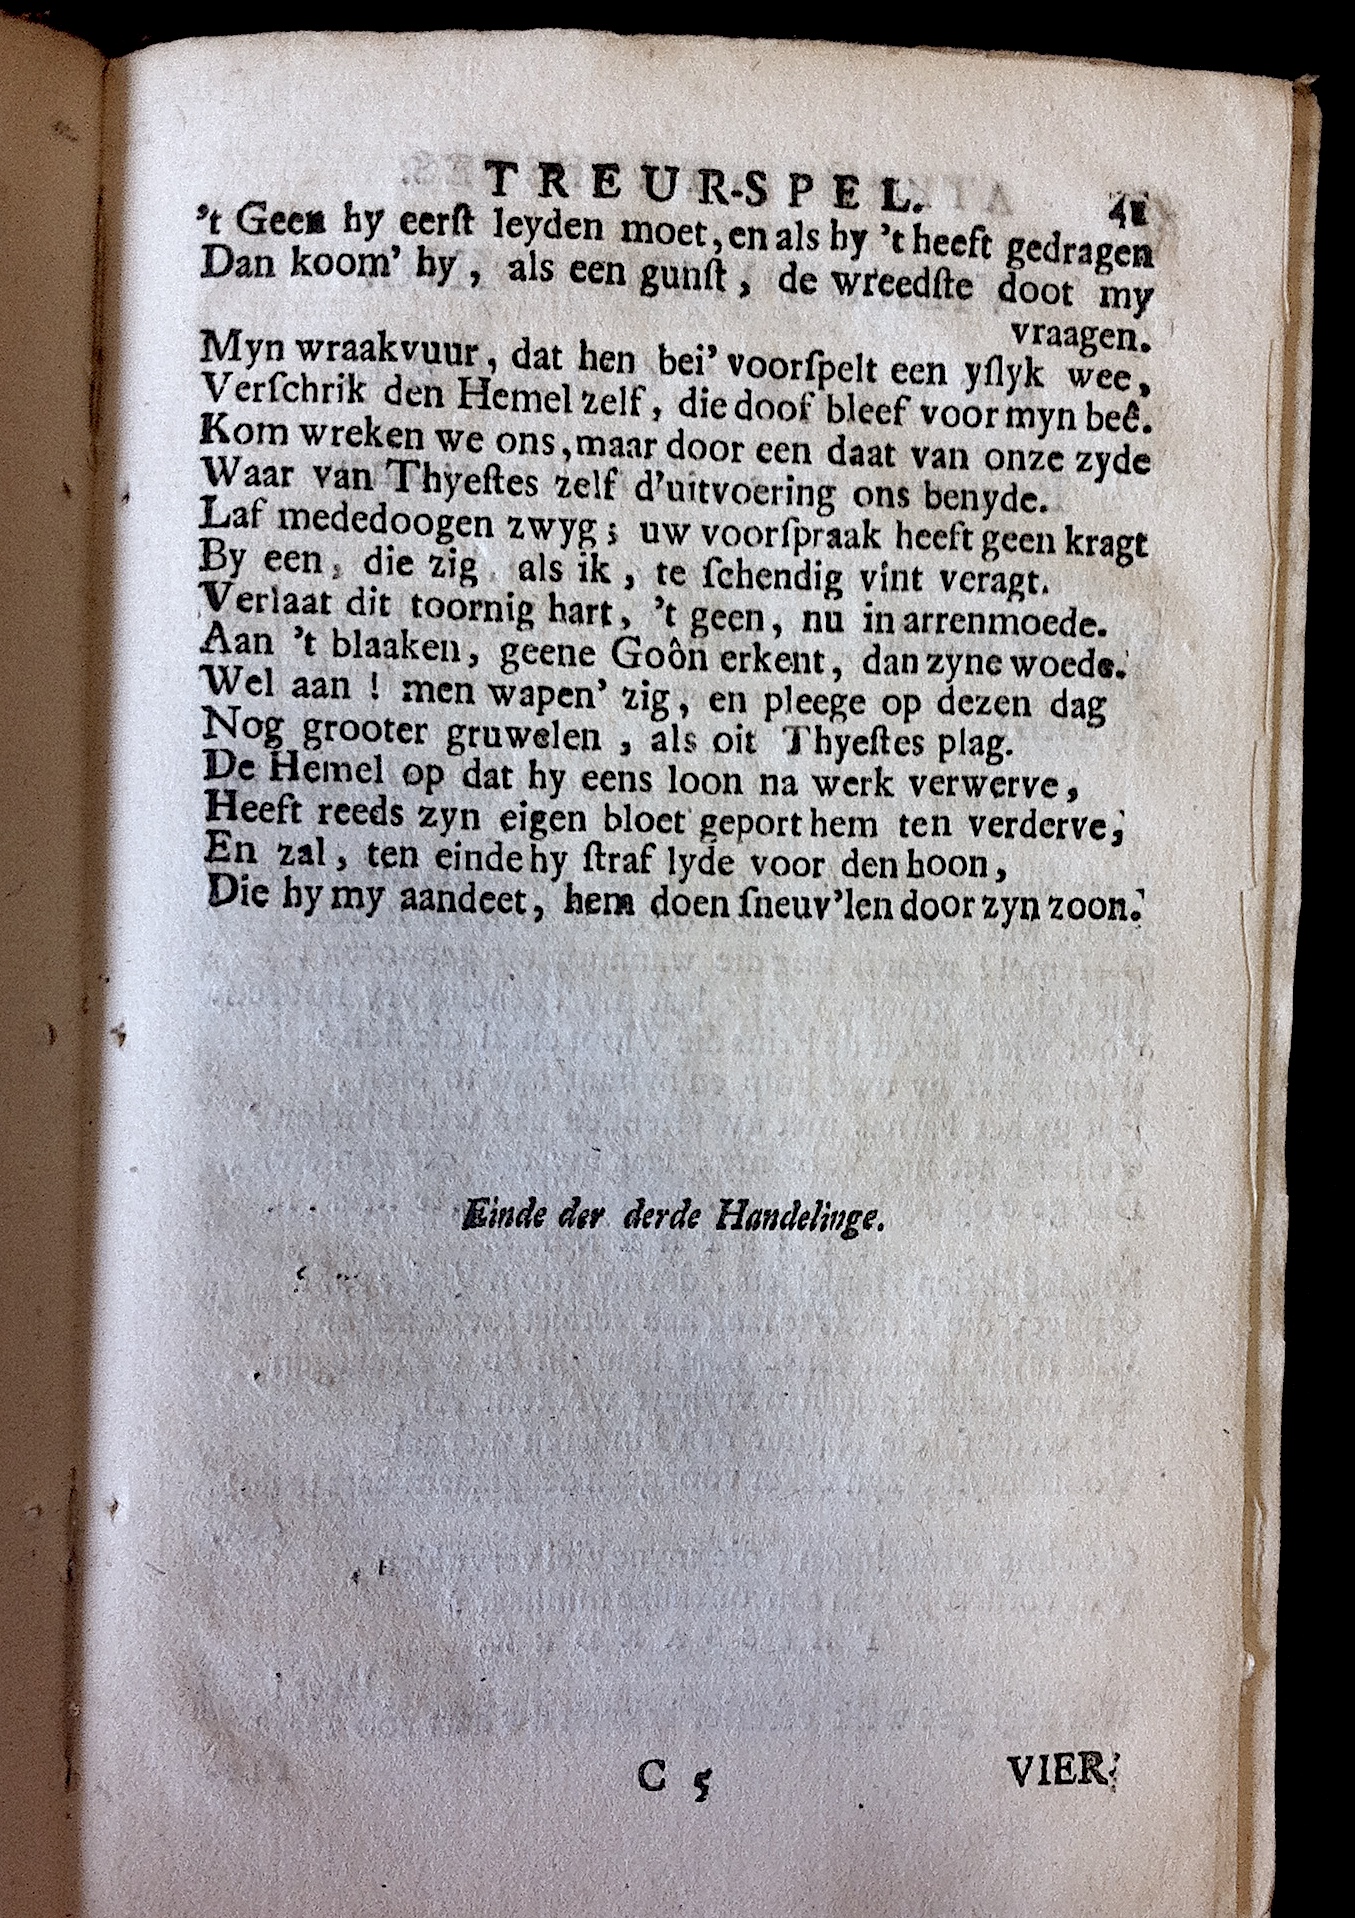 TREUR-SPEL. 41
't Geen hy eerſt leyden moet, en als hy 't heeft gedragen
Dan koom' hy, als een gunſt, de wreedſte doot my
vraagen.
Myn wraakvuur, dat hen bei' voorſpelt een yſlyk wee,
Verſchrik den Hemel zelf, die doof bleef voor myn beê.
Kom wreken we ons, maar door een daat van onze zyde
Waar van Thyeſtes zelf d'uitvoering ons benyde.
Laf mededoogen zwyg; uw voorſpraak heeft geen kragt
By een, die zig als ik, te ſchendig vint veragt.
Verlaat dit toornig hart, 't geen, nu in arrenmoede.
Aan 't blaaken, geene Goôn erkent, dan zyne woede.
Wel aan! men wapen' zig, en pleege op dezen dag
Nog grooter gruwelen, als oit Thyeſtes plag.
De Hemel op dat hy eens loon na werk verwerve,
Heeft reeds zyn eigen bloet geport hem ten verderve;
En zal, ten einde hy ſtraf lyde voor den hoon,
Die hy my aandeet, hem doen ſneuv'len door zyn zoon.
Einde der derde Handelinge.
C 5 VIER-